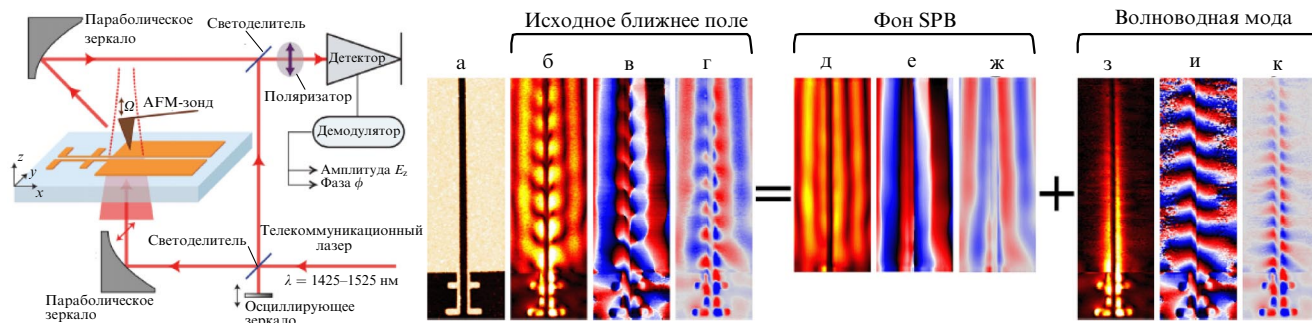 Параболическое
зеркало
Светоделитель
Детектор
Поляризатор
Ω
AFM-зонд
Демодулятор
Амплитуда Ez
Фаза ϕ
z
y
x
Светоделитель
Телекоммуникационный
лазер
λ = 1425–1525 нм
Параболическое
зеркало
Осциллирующее
зеркало
Исходное ближнее поле
Фон SPB
Волноводная мода
а
б
в
г
д
е
ж
з
и
к
=
+